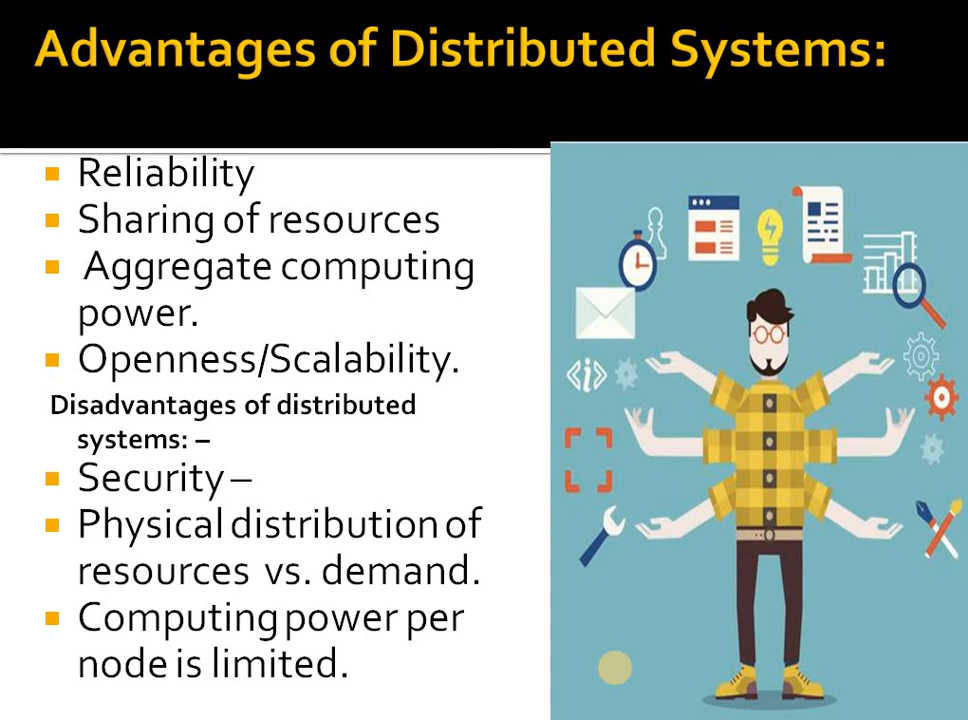 Advantages of Distributed Systems:
Reliability
Sharing of resources
Aggregate computing
power.
Openness/Scalability.
Disadvantages of distributed
systems: –
Security –
Physical distribution of
resources vs. demand.
Computing power per
node is limited.